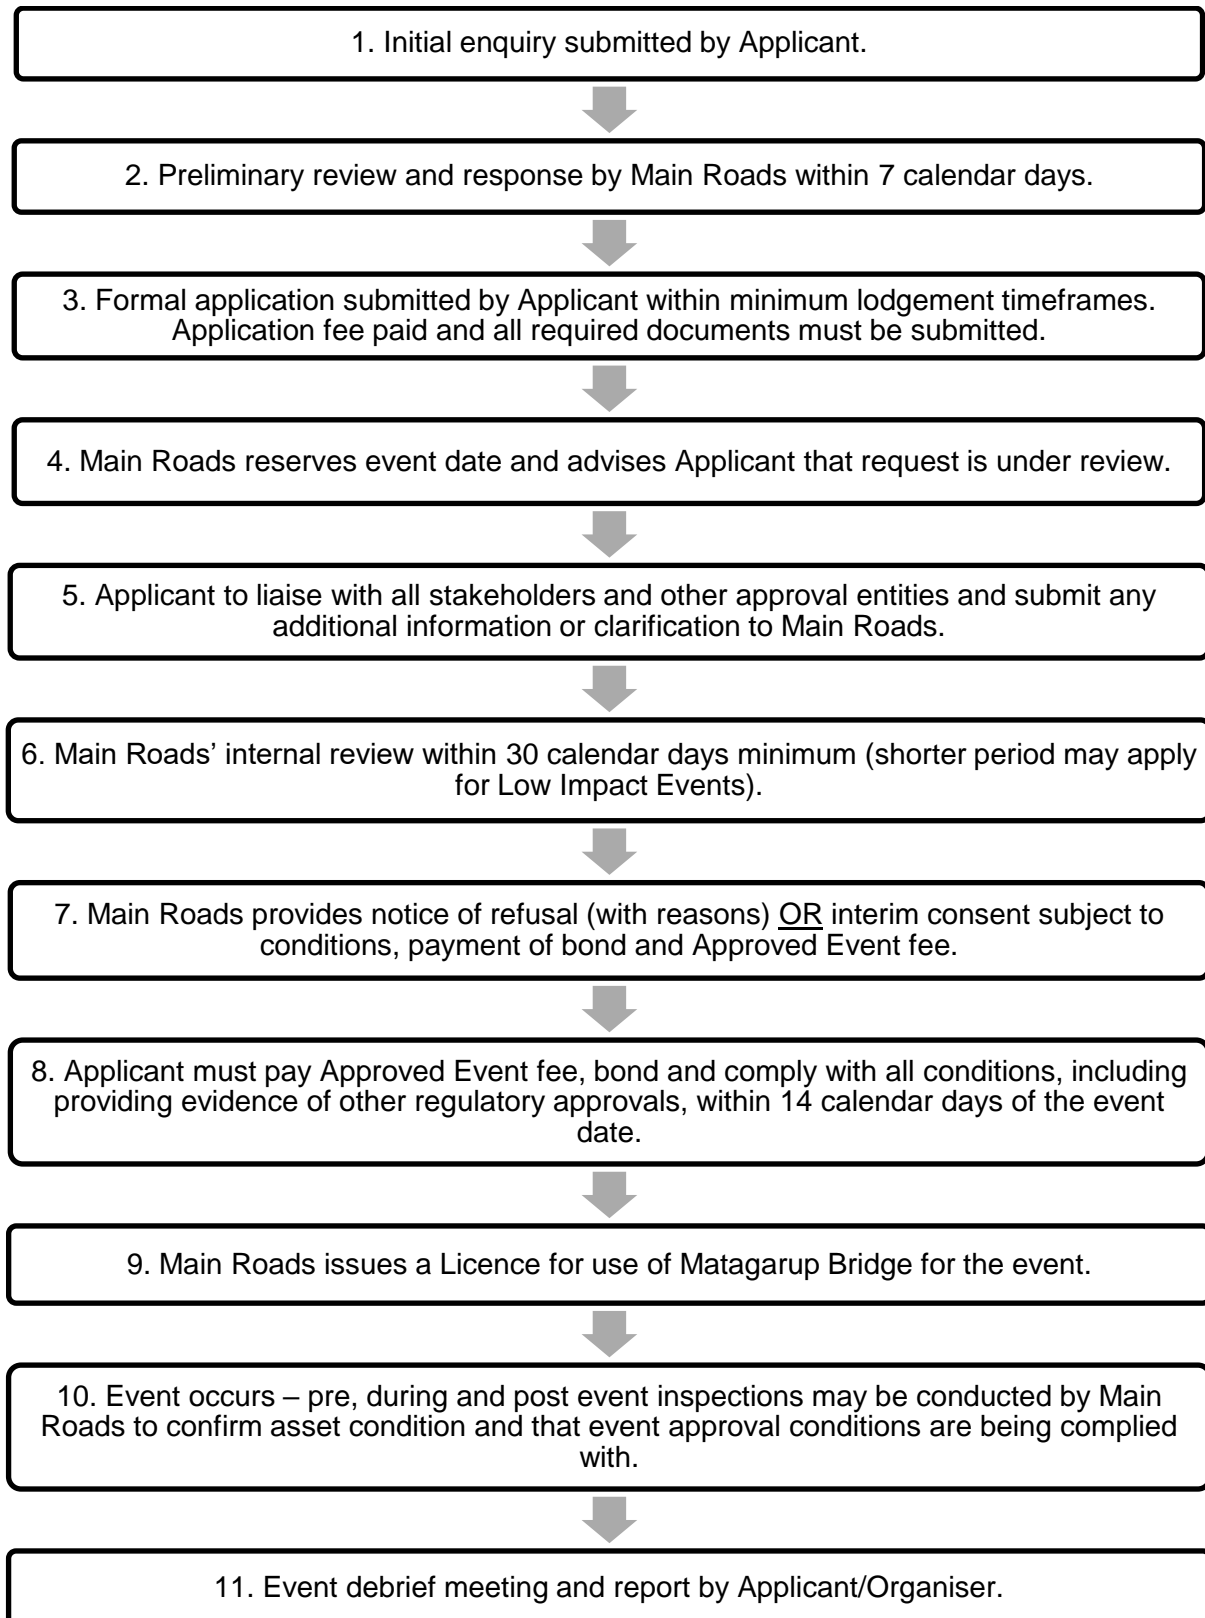 1. Initial enquiry submitted by Applicant.
2. Preliminary review and response by Main Roads within 7 calendar days.
3. Formal application submitted by Applicant within minimum lodgement timeframes.
Application fee paid and all required documents must be submitted.
4. Main Roads reserves event date and advises Applicant that request is under review.
5. Applicant to liaise with all stakeholders and other approval entities and submit any
additional information or clarification to Main Roads.
6. Main Roads’ internal review within 30 calendar days minimum (shorter period may apply
for Low Impact Events).
7. Main Roads provides notice of refusal (with reasons) OR interim consent subject to
conditions, payment of bond and Approved Event fee.
8. Applicant must pay Approved Event fee, bond and comply with all conditions, including
providing evidence of other regulatory approvals, within 14 calendar days of the event
date.
9. Main Roads issues a Licence for use of Matagarup Bridge for the event.
10. Event occurs – pre, during and post event inspections may be conducted by Main
Roads to confirm asset condition and that event approval conditions are being complied
with.
11. Event debrief meeting and report by Applicant/Organiser.